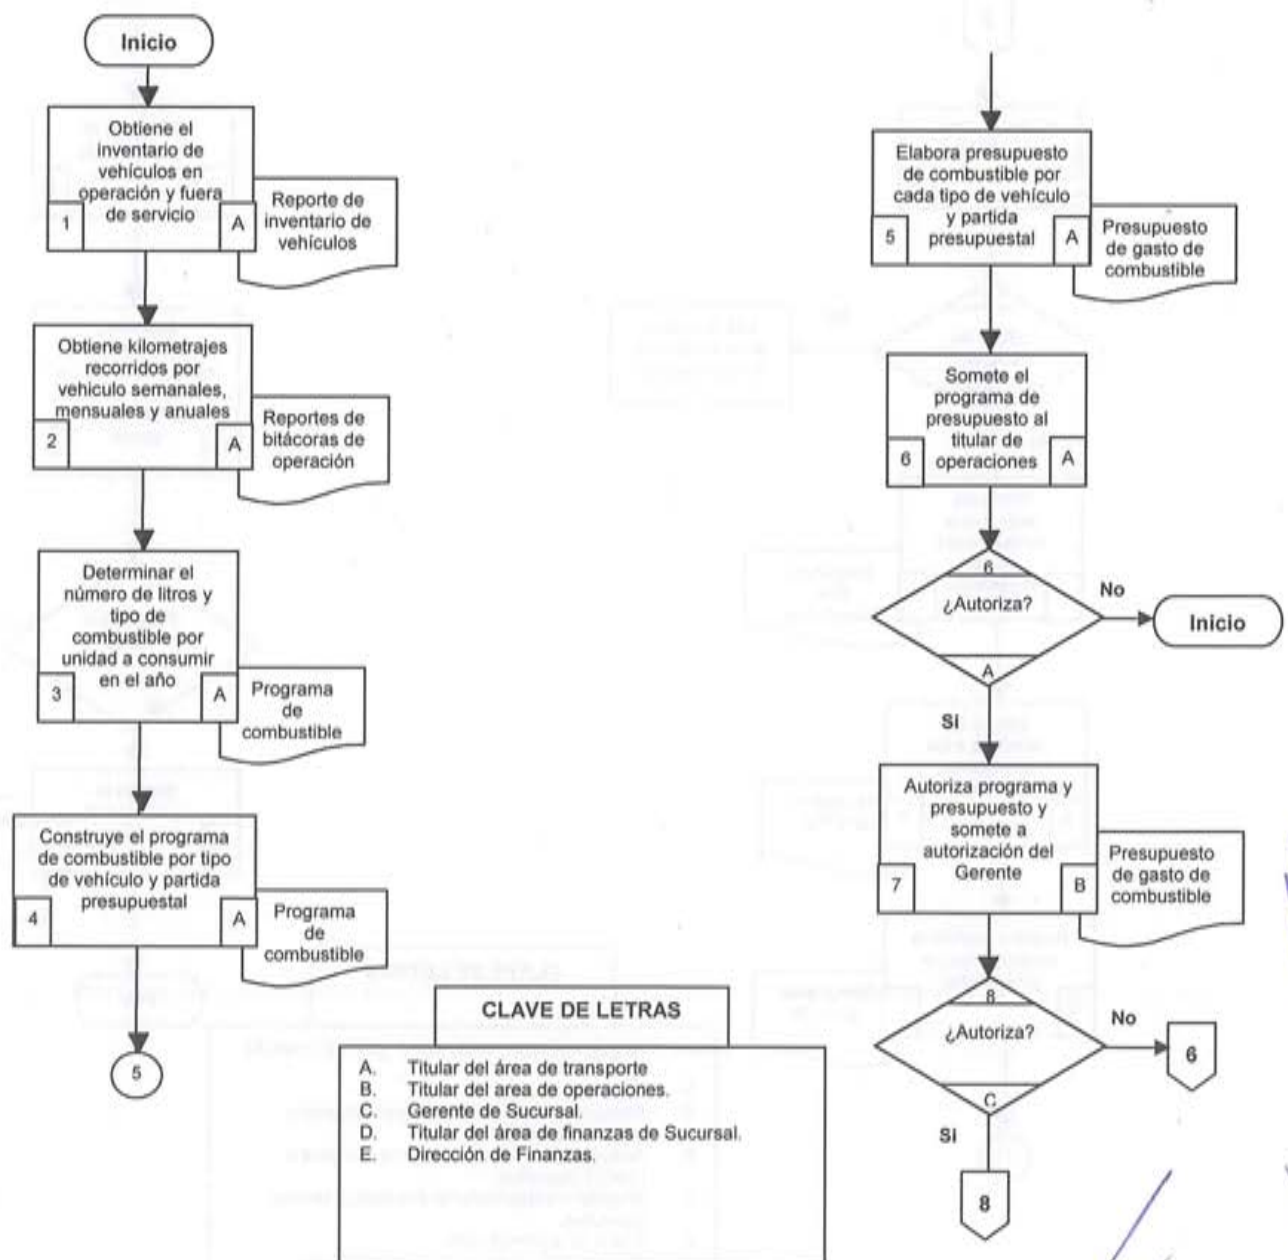 Inicio
Obtiene el
inventario de
vehículos en
operación y fuera
de servicio
1
A
Reporte de
inventario de
vehículos
Obtiene kilometrajes
recorridos por
vehiculo semanales,
mensuales y anuales
2
A
Reportes de
bitácoras de
operación
Determinar el
número de litros y
tipo de
combustible por
unidad a consumir
en el año
3
A
Programa
de
combustible
Construye el programa
de combustible por tipo
de vehículo y partida
presupuestal
4
A
Programa
de
combustible
5
Elabora presupuesto
de combustible por
cada tipo de vehículo
y partida
presupuestal
5
A
Presupuesto
de gasto de
combustible
Somete el
programa de
presupuesto al
titular de
operaciones
6
A
6
¿Autoriza?
A
No
Inicio
Si
Autoriza programa y
presupuesto y
somete a
autorización del
Gerente
7
B
Presupuesto
de gasto de
combustible
8
¿Autoriza?
C
No
6
Si
8
CLAVE DE LETRAS
A. Titular del área de transporte
B. Titular del area de operaciones.
C. Gerente de Sucursal.
D. Titular del área de finanzas de Sucursal.
E. Dirección de Finanzas.